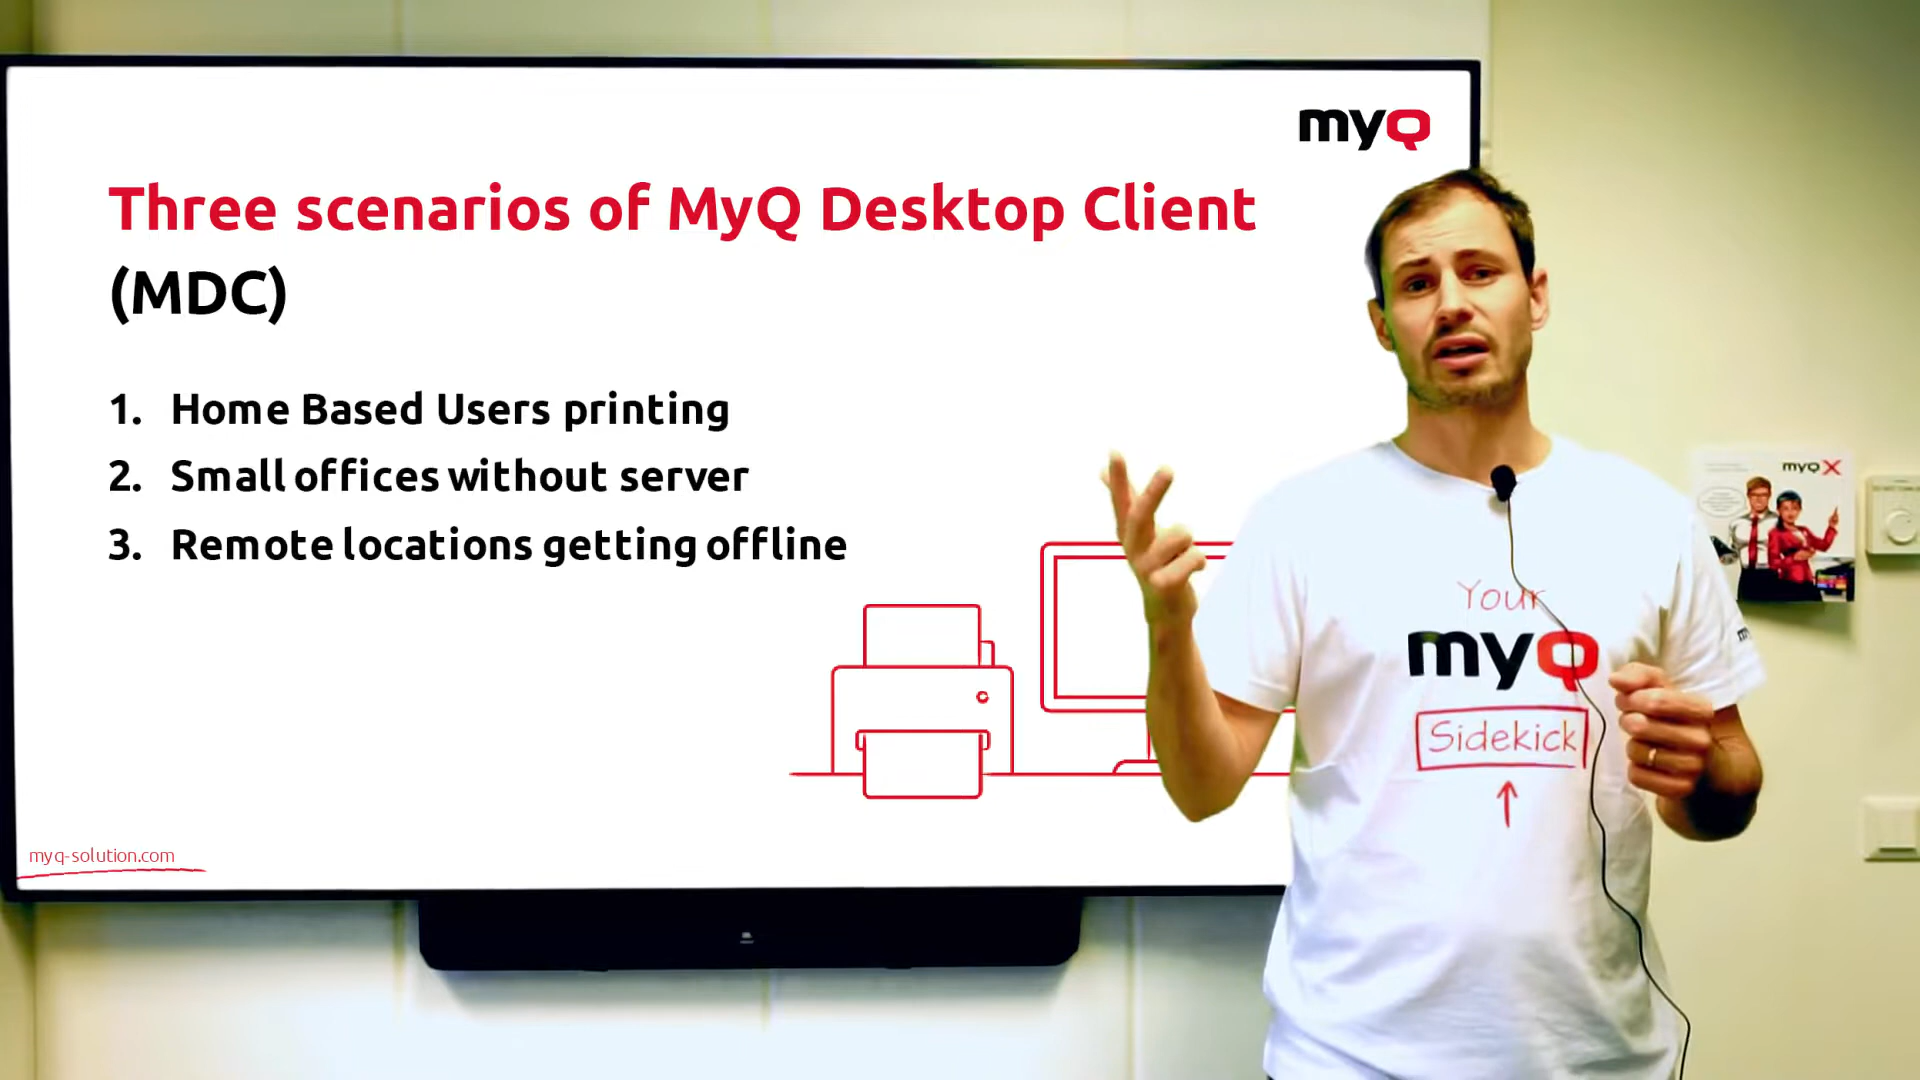 myQ
Three scenarios of MyQ Desktop Client
(MDC)
1. Home Based Users printing
2. Small offices without server
3. Remote locations getting offline
myq-solution.com
myQ X
Your
myQ
Sidekick